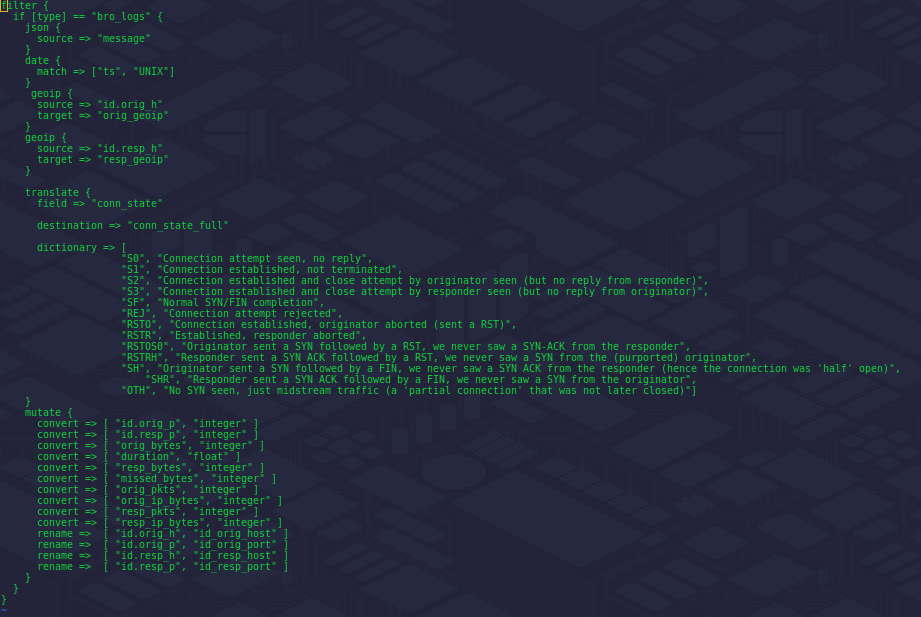 filter {
  if [type] == "bro_logs" {
    json {
      source => "message"
    }
    date {
      match => ["ts", "UNIX"]
    }
     geoip {
      source => "id.orig_h"
      target => "orig_geoip"
    }
    geoip {
      source => "id.resp_h"
      target => "resp_geoip"
    }

    translate {
      field => "conn_state"

      destination => "conn_state_full"

      dictionary => [
                    "S0", "Connection attempt seen, no reply",
                    "S1", "Connection established, not terminated",
                    "S2", "Connection established and close attempt by originator seen (but no reply from responder)",
                    "S3", "Connection established and close attempt by responder seen (but no reply from originator)",
                    "SF", "Normal SYN/FIN completion",
                    "REJ", "Connection attempt rejected",
                    "RSTO", "Connection established, originator aborted (sent a RST)",
                    "RSTR", "Established, responder aborted",
                    "RSTOS0", "Originator sent a SYN followed by a RST, we never saw a SYN-ACK from the responder",
                    "RSTRH", "Responder sent a SYN ACK followed by a RST, we never saw a SYN from the (purported) originator",
                    "SH", "Originator sent a SYN followed by a FIN, we never saw a SYN ACK from the responder (hence the connection was 'half' open)",
                        "SHR", "Responder sent a SYN ACK followed by a FIN, we never saw a SYN from the originator",
                    "OTH", "No SYN seen, just midstream traffic (a 'partial connection' that was not later closed)"]
    }
    mutate {
      convert => [ "id.orig_p", "integer" ]
      convert => [ "id.resp_p", "integer" ]
      convert => [ "orig_bytes", "integer" ]
      convert => [ "duration", "float" ]
      convert => [ "resp_bytes", "integer" ]
      convert => [ "missed_bytes", "integer" ]
      convert => [ "orig_pkts", "integer" ]
      convert => [ "orig_ip_bytes", "integer" ]
      convert => [ "resp_pkts", "integer" ]
      convert => [ "resp_ip_bytes", "integer" ]
      rename =>  [ "id.orig_h", "id_orig_host" ]
      rename =>  [ "id.orig_p", "id_orig_port" ]
      rename =>  [ "id.resp_h", "id_resp_host" ]
      rename =>  [ "id.resp_p", "id_resp_port" ]
    }
  }
}
~